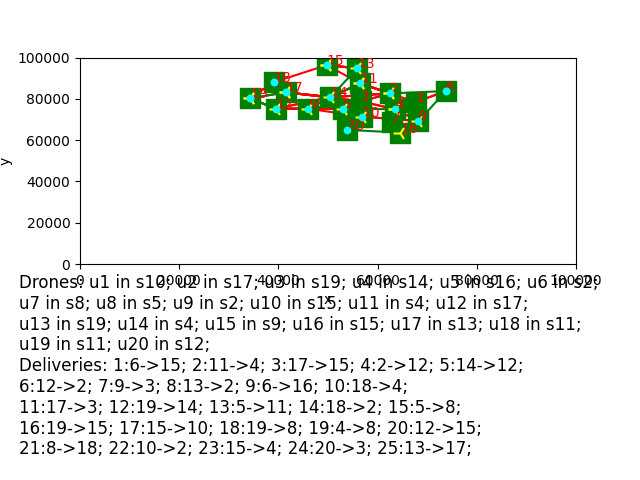 100000
80000
60000
40000
20000
0
y
0 20000 40000 60000 80000 100000
x
Drones: u1 in s10; u2 in s17; u3 in s19; u4 in s14; u5 in s16; u6 in s2;
u7 in s8; u8 in s5; u9 in s2; u10 in s15; u11 in s4; u12 in s17;
u13 in s19; u14 in s4; u15 in s9; u16 in s15; u17 in s13; u18 in s11;
u19 in s11; u20 in s12;
Deliveries: 1:6->15; 2:11->4; 3:17->15; 4:2->12; 5:14->12;
6:12->2; 7:9->3; 8:13->2; 9:6->16; 10:18->4;
11:17->3; 12:19->14; 13:5->11; 14:18->2; 15:5->8;
16:19->15; 17:15->10; 18:19->8; 19:4->8; 20:12->15;
21:8->18; 22:10->2; 23:15->4; 24:20->3; 25:13->17;